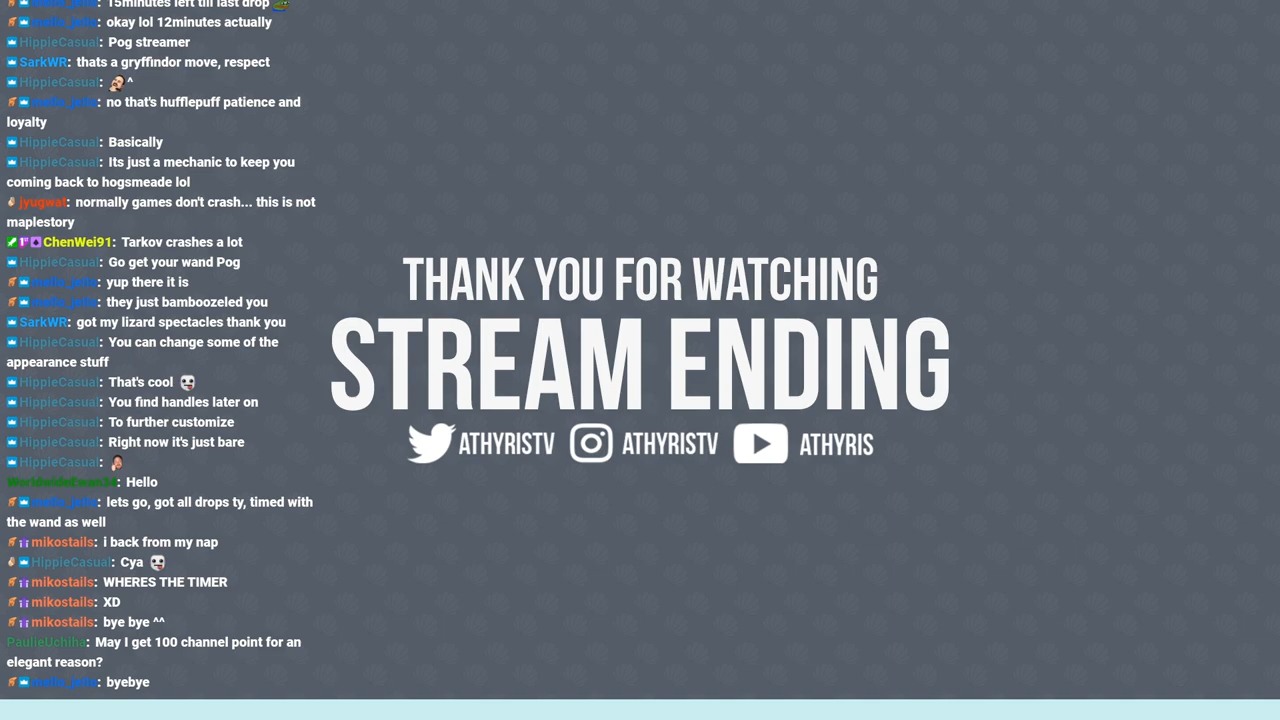 15minutes left till last drop
okay lol 12minutes actually
HippieCasual: Pog streamer
SarkWR: thats a gryffindor move, respect
HippieCasual: ^
no that's hufflepuff patience and
loyalty
HippieCasual: Basically
HippieCasual: Its just a mechanic to keep you
coming back to hogsmeade lol
jyugwat: normally games don't crash... this is not
maplestory
ChenWei91: Tarkov crashes a lot
HippieCasual: Go get your wand Pog
yup there it is
they just bamboozeled you
SarkWR: got my lizard spectacles thank you
HippieCasual: You can change some of the
appearance stuff
HippieCasual: That's cool
HippieCasual: You find handles later on
HippieCasual: To further customize
HippieCasual: Right now it's just bare
HippieCasual:
Hello
lets go, got all drops ty, timed with
the wand as well
mikostails: i back from my nap
HippieCasual: Cya
mikostails: WHERES THE TIMER
mikostails: XD
mikostails: bye bye ^^
PaulieUchiha: May I get 100 channel point for an
elegant reason?
byebye
THANK YOU FOR WATCHING
STREAM ENDING
ATHYRISTV ATHYRISTV ATHYRIS